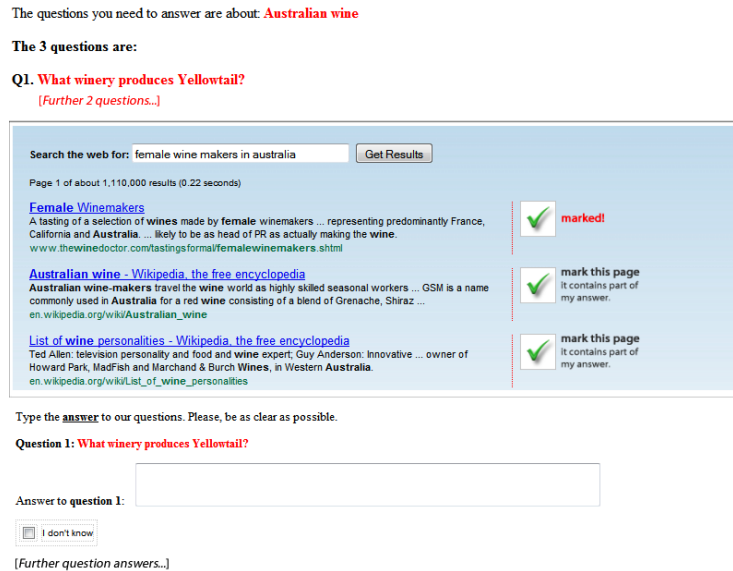 The questions you need to answer are about: Australian wine
The 3 questions are:
Q1. What winery produces Yellowtail?
[Further 2 questions...]
Search the web for: female wine makers in australia Get Results
Page 1 of about 1,110,000 results (0.22 seconds)
Female Winemakers
A tasting of a selection of wines made by female winemakers ... representing predominantly France,
California and Australia. ... likely to be as head of PR as actually making the wine.
www.thewinedoctor.com/tastingsformal/femalewinemakers.shtml
marked!
Australian wine - Wikipedia, the free encyclopedia
Australian wine-makers travel the wine world as highly skilled seasonal workers ... GSM is a name
commonly used in Australia for a red wine consisting of a blend of Grenache, Shiraz ...
en.wikipedia.org/wiki/Australian_wine
mark this page
it contains part of
my answer.
List of wine personalities - Wikipedia, the free encyclopedia
Ted Allen: television personality and food and wine expert; Guy Anderson: Innovative ... owner of
Howard Park, MadFish and Marchand & Burch Wines, in Western Australia.
en.wikipedia.org/wiki/List_of_wine_personalities
mark this page
it contains part of
my answer.
Type the answer to our questions. Please, be as clear as possible.
Question 1: What winery produces Yellowtail?
Answer to question 1:
I don't know
[Further question answers...]